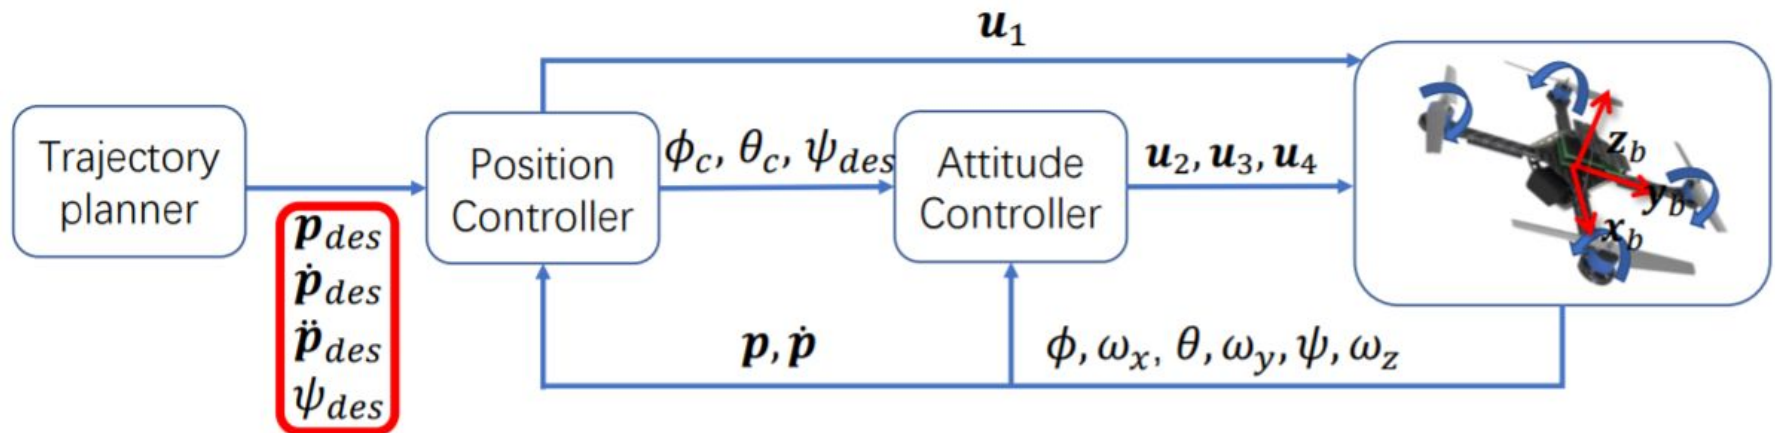 u₁
Trajectory
planner
p_des
ṗ_des
p̈_des
ψ_des
Position
Controller
ϕ_c, θ_c, ψ_des
Attitude
Controller
u₂, u₃, u₄
z_b
y_b
x_b
p, ṗ
ϕ, ω_x, θ, ω_y, ψ, ω_z